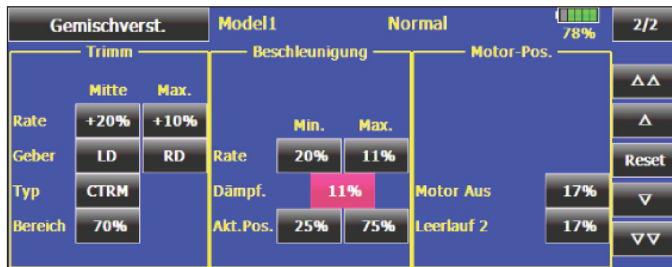 Gemischverst. Model1 Normal 78% 2/2
Trimm Beschleunigung Motor-Pos.
Mitte Max.
Rate +20% +10% Min. Max.
Geber LD RD Rate 20% 11% Reset
Typ CTRM Dämpf. 11% Motor Aus 17%
Bereich 70% Akt.Pos. 25% 75% Leerlauf 2 17%